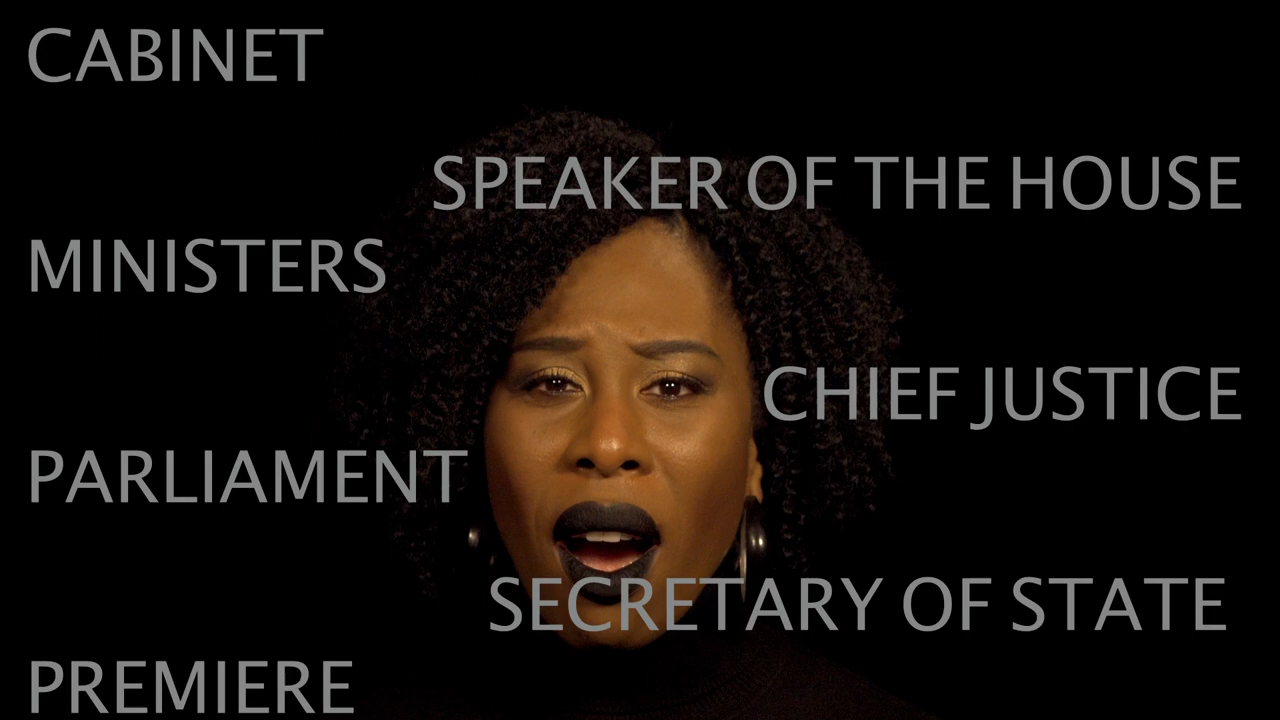 CABINET
SPEAKER OF THE HOUSE
MINISTERS
CHIEF JUSTICE
PARLIAMENT
SECRETARY OF STATE
PREMIERE